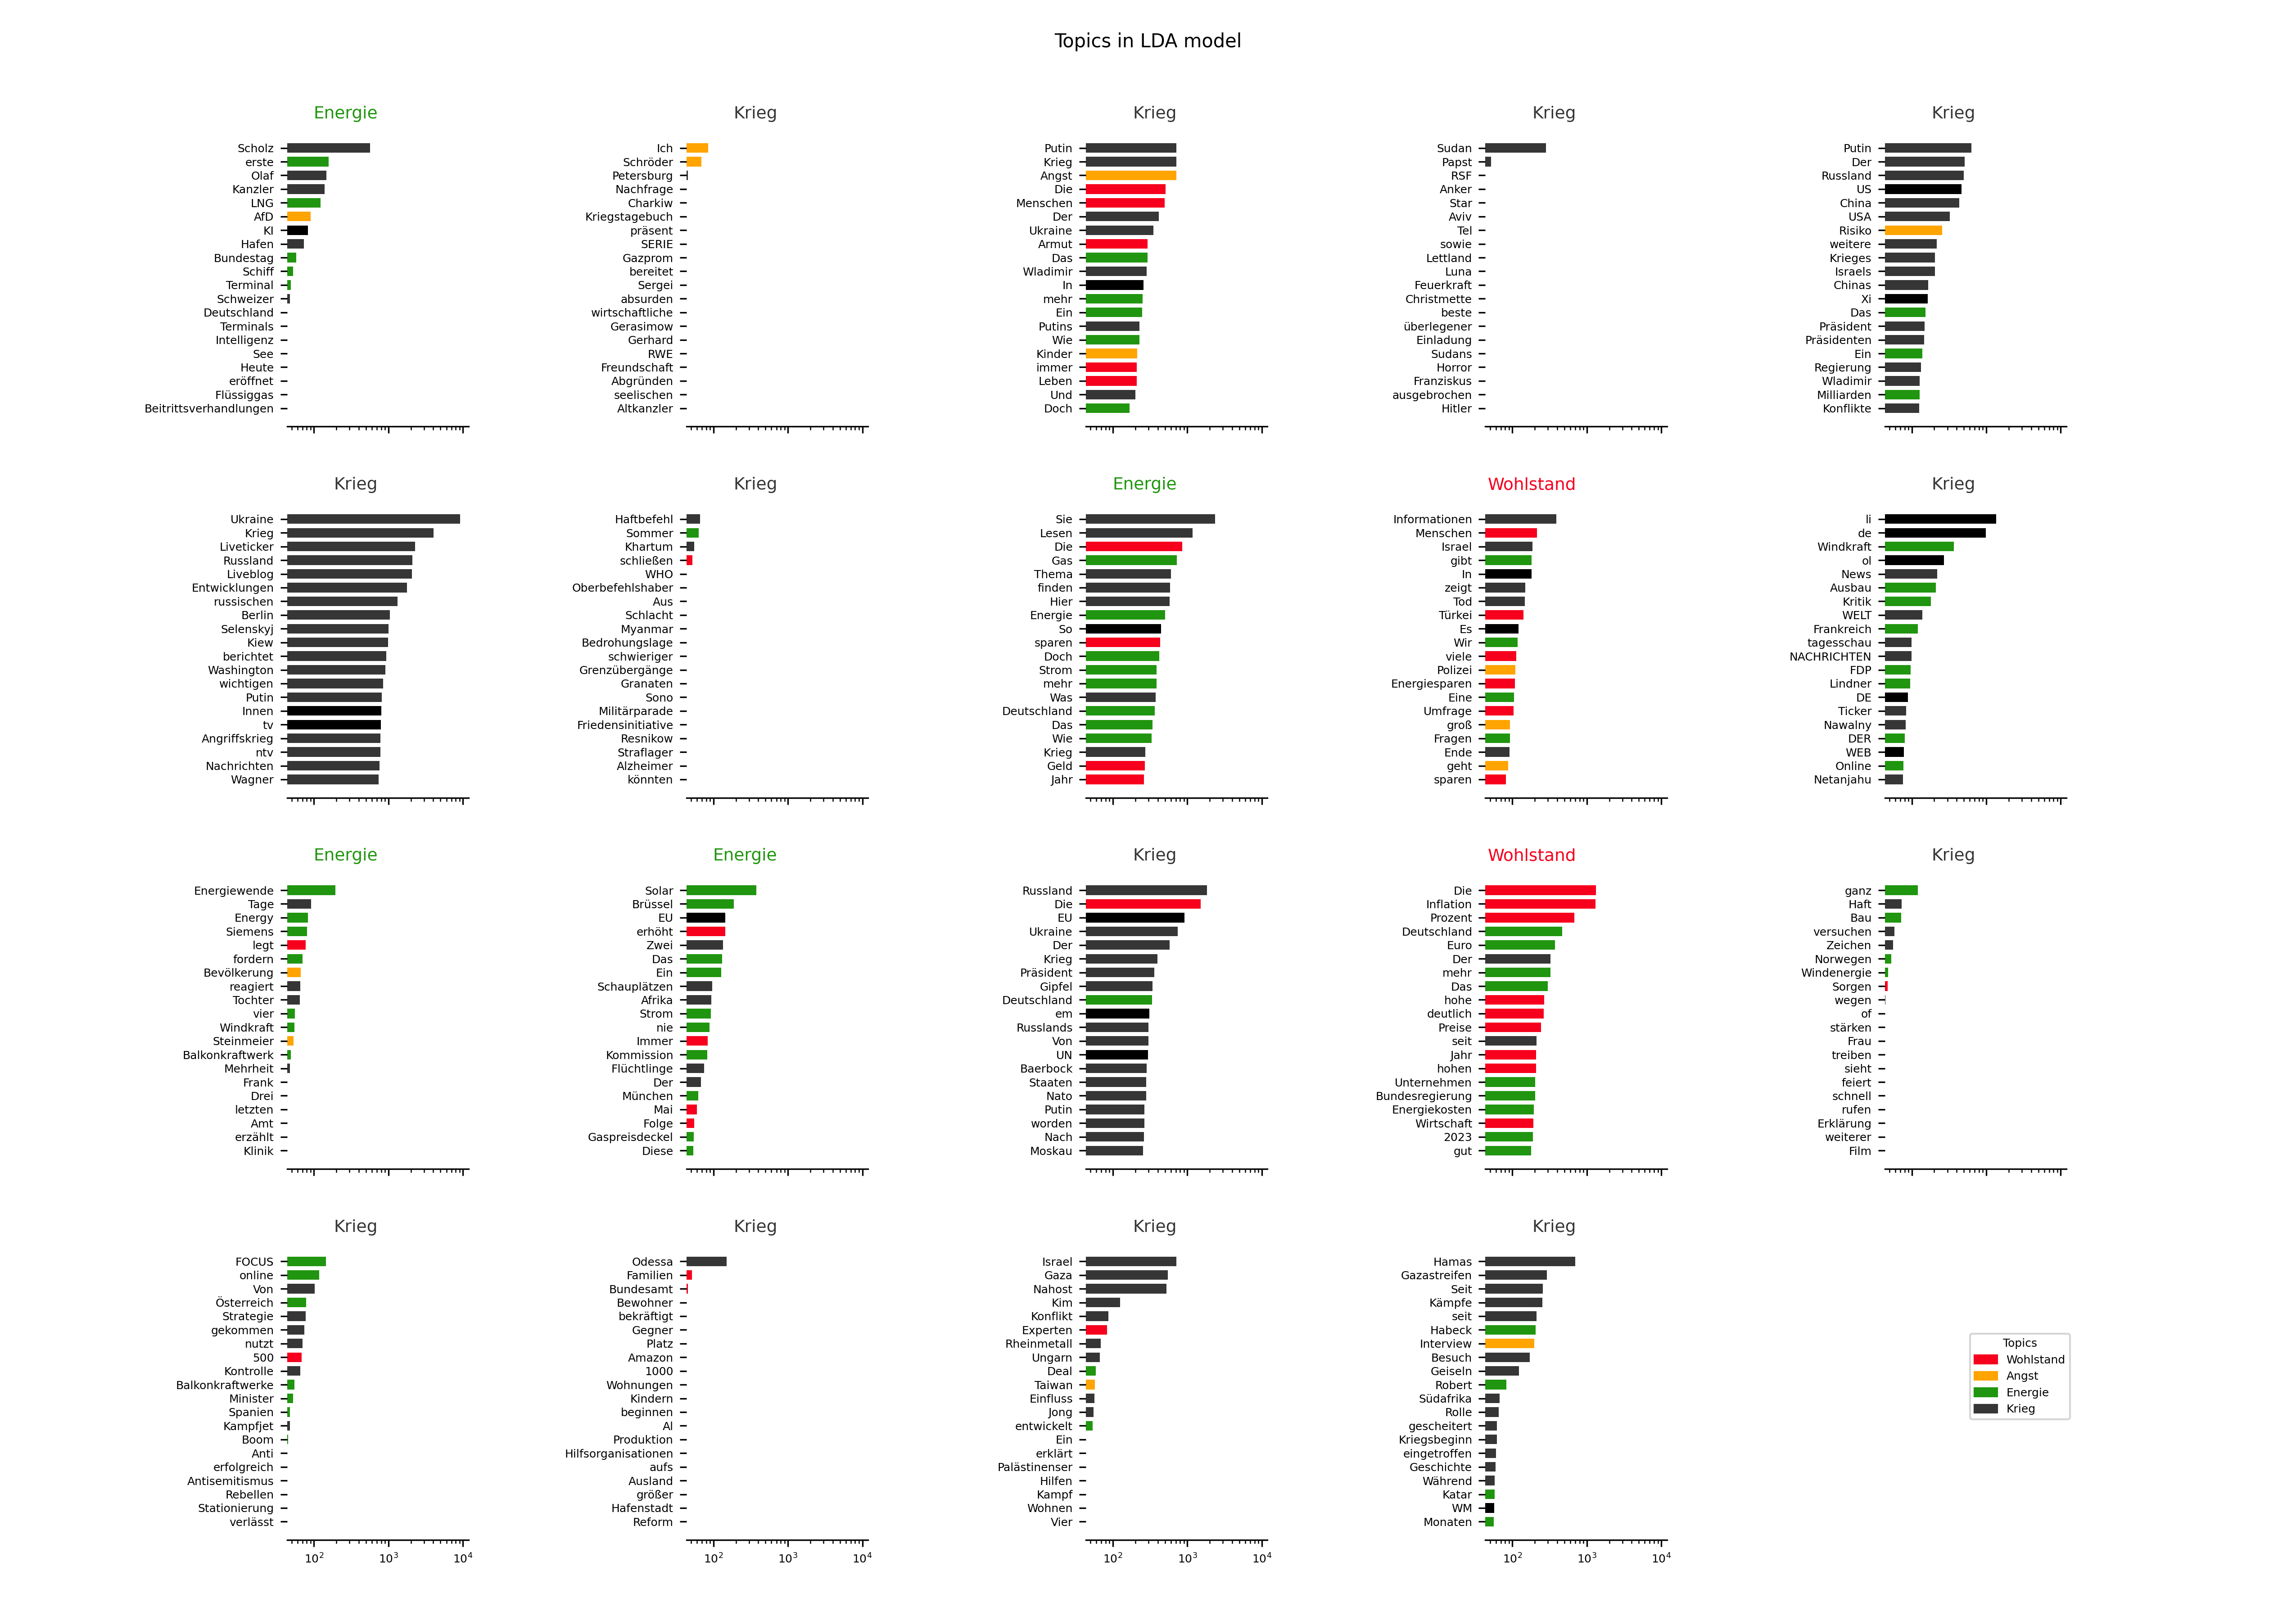 Topics in LDA model
Energie
Scholz
erste
Olaf
Kanzler
LNG
AfD
KI
Hafen
Bundestag
Schiff
Terminal
Schweizer
Deutschland
Terminals
Intelligenz
See
Heute
eröffnet
Flüssiggas
Beitrittsverhandlungen
Krieg
Ich
Schröder
Petersburg
Nachfrage
Charkiw
Kriegstagebuch
präsent
SERIE
Gazprom
bereitet
Sergei
absurden
wirtschaftliche
Gerasimow
Gerhard
RWE
Freundschaft
Abgründen
seelischen
Altkanzler
Krieg
Putin
Krieg
Angst
Die
Menschen
Der
Ukraine
Armut
Das
Wladimir
In
mehr
Ein
Putins
Wie
Kinder
immer
Leben
Und
Doch
Krieg
Sudan
Papst
RSF
Anker
Star
Aviv
Tel
sowie
Lettland
Luna
Feuerkraft
Christmette
beste
überlegener
Einladung
Sudans
Horror
Franziskus
ausgebrochen
Hitler
Krieg
Putin
Der
Russland
US
China
USA
Risiko
weitere
Krieges
Israels
Chinas
Xi
Das
Präsident
Präsidenten
Ein
Regierung
Wladimir
Milliarden
Konflikte
Krieg
Ukraine
Krieg
Liveticker
Russland
Liveblog
Entwicklungen
russischen
Berlin
Selenskyj
Kiew
berichtet
Washington
wichtigen
Putin
Innen
tv
Angriffskrieg
ntv
Nachrichten
Wagner
Krieg
Haftbefehl
Sommer
Khartum
schließen
WHO
Oberbefehlshaber
Aus
Schlacht
Myanmar
Bedrohungslage
schwieriger
Grenzübergänge
Granaten
Sono
Militärparade
Friedensinitiative
Resnikow
Straflager
Alzheimer
könnten
Energie
Sie
Lesen
Die
Gas
Thema
finden
Hier
Energie
So
sparen
Doch
Strom
mehr
Was
Deutschland
Das
Wie
Krieg
Geld
Jahr
Wohlstand
Informationen
Menschen
Israel
gibt
In
zeigt
Tod
Türkei
Es
Wir
viele
Polizei
Energiesparen
Eine
Umfrage
groß
Fragen
Ende
geht
sparen
Krieg
li
de
Windkraft
ol
News
Ausbau
Kritik
WELT
Frankreich
tagesschau
NACHRICHTEN
FDP
Lindner
DE
Ticker
Nawalny
DER
WEB
Online
Netanjahu
Energie
Energiewende
Tage
Energy
Siemens
legt
fordern
Bevölkerung
reagiert
Tochter
vier
Windkraft
Steinmeier
Balkonkraftwerk
Mehrheit
Frank
Drei
letzten
Amt
erzählt
Klinik
Energie
Solar
Brüssel
EU
erhöht
Zwei
Das
Ein
Schauplätzen
Afrika
Strom
nie
Immer
Kommission
Flüchtlinge
Der
München
Mai
Folge
Gaspreisdeckel
Diese
Krieg
Russland
Die
EU
Ukraine
Der
Krieg
Präsident
Gipfel
Deutschland
em
Russlands
Von
UN
Baerbock
Staaten
Nato
Putin
worden
Nach
Moskau
Wohlstand
Die
Inflation
Prozent
Deutschland
Euro
Der
mehr
Das
hohe
deutlich
Preise
seit
Jahr
hohen
Unternehmen
Bundesregierung
Energiekosten
Wirtschaft
2023
gut
Krieg
ganz
Haft
Bau
versuchen
Zeichen
Norwegen
Windenergie
Sorgen
wegen
of
stärken
Frau
treiben
sieht
feiert
schnell
rufen
Erklärung
weiterer
Film
Krieg
FOCUS
online
Von
Österreich
Strategie
gekommen
nutzt
500
Kontrolle
Balkonkraftwerke
Minister
Spanien
Kampfjet
Boom
Anti
erfolgreich
Antisemitismus
Rebellen
Stationierung
verlässt
10² 10³ 10⁴
Krieg
Odessa
Familien
Bundesamt
Bewohner
bekräftigt
Gegner
Platz
Amazon
1000
Wohnungen
Kindern
beginnen
Al
Produktion
Hilfsorganisationen
aufs
Ausland
größer
Hafenstadt
Reform
10² 10³ 10⁴
Krieg
Israel
Gaza
Nahost
Kim
Konflikt
Experten
Rheinmetall
Ungarn
Deal
Taiwan
Einfluss
Jong
entwickelt
Ein
erklärt
Palästinenser
Hilfen
Kampf
Wohnen
Vier
10² 10³ 10⁴
Krieg
Hamas
Gazastreifen
Seit
Kämpfe
seit
Habeck
Interview
Besuch
Geiseln
Robert
Südafrika
Rolle
gescheitert
Kriegsbeginn
eingetroffen
Geschichte
Während
Katar
WM
Monaten
10² 10³ 10⁴
Topics
Wohlstand
Angst
Energie
Krieg